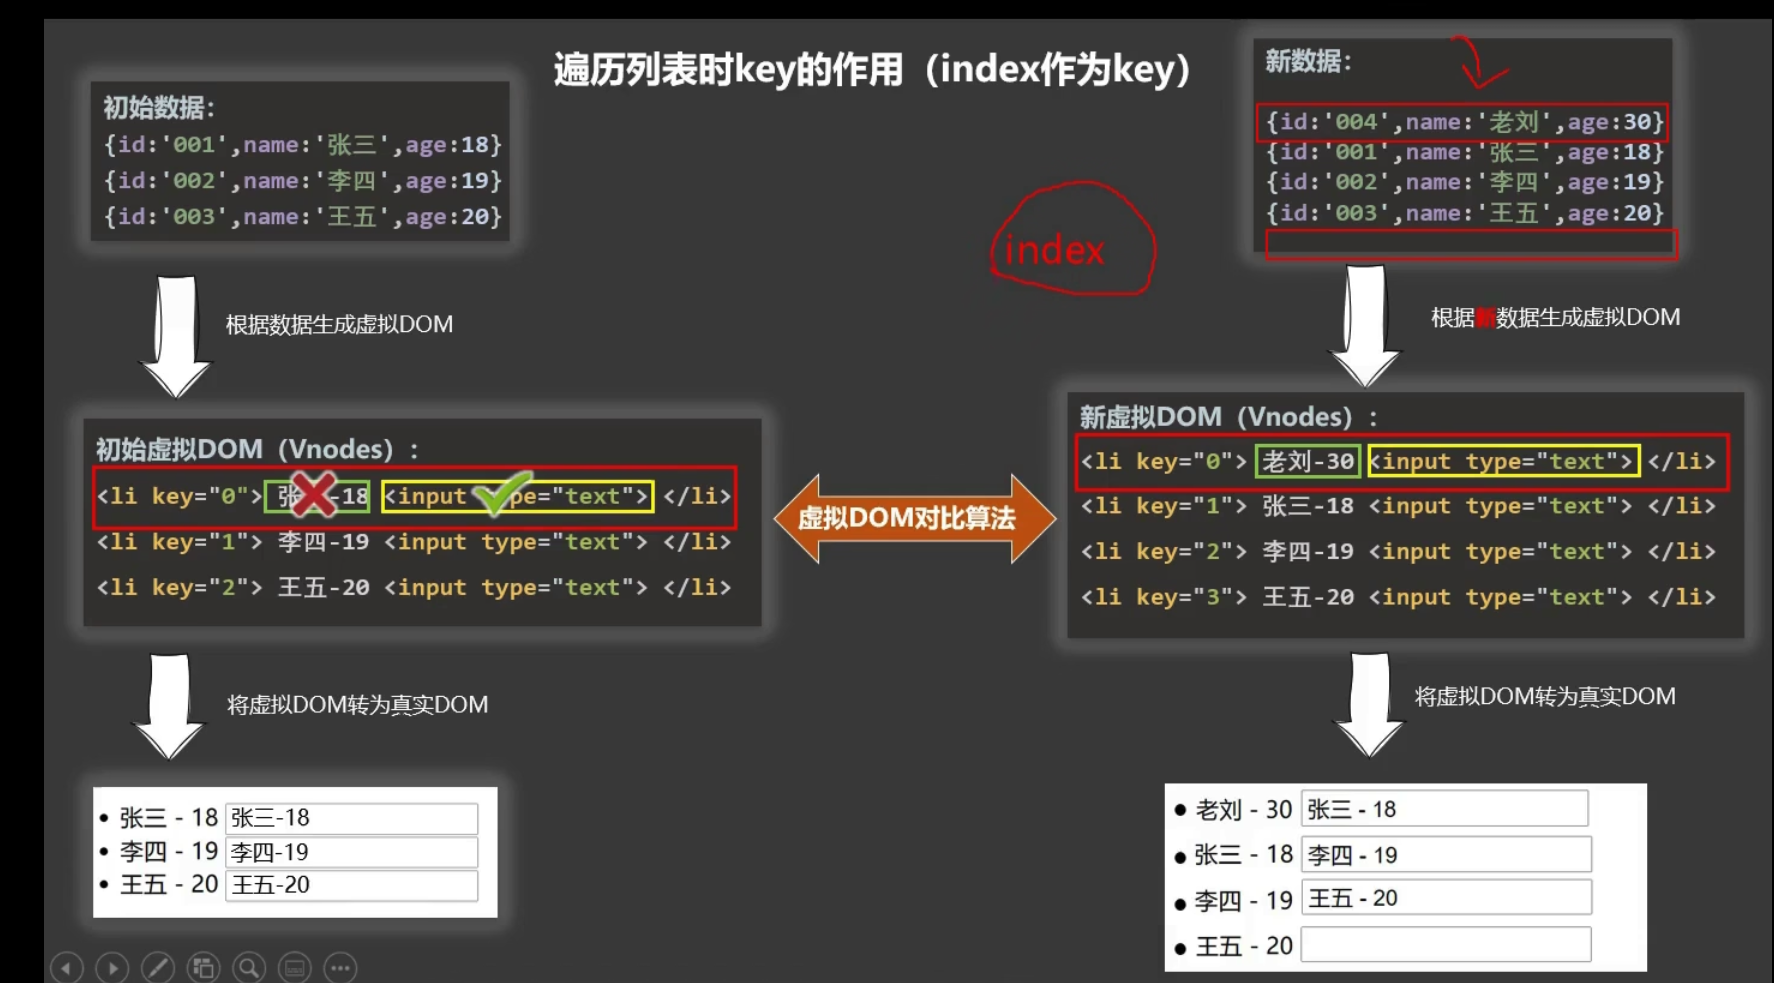 遍历列表时key的作用（index作为key）
初始数据：
{id:'001',name:'张三',age:18}
{id:'002',name:'李四',age:19}
{id:'003',name:'王五',age:20}
根据数据生成虚拟DOM
初始虚拟DOM（Vnodes）：
<li key="0"> 张 -18 <input type="text"> </li>
<li key="1"> 李四-19 <input type="text"> </li>
<li key="2"> 王五-20 <input type="text"> </li>
将虚拟DOM转为真实DOM
• 张三 - 18 张三-18
• 李四 - 19 李四-19
• 王五 - 20 王五-20
index
虚拟DOM对比算法
新数据：
{id:'004',name:'老刘',age:30}
{id:'001',name:'张三',age:18}
{id:'002',name:'李四',age:19}
{id:'003',name:'王五',age:20}
根据新数据生成虚拟DOM
新虚拟DOM（Vnodes）：
<li key="0"> 老刘-30 <input type="text"> </li>
<li key="1"> 张三-18 <input type="text"> </li>
<li key="2"> 李四-19 <input type="text"> </li>
<li key="3"> 王五-20 <input type="text"> </li>
将虚拟DOM转为真实DOM
• 老刘 - 30 张三 - 18
• 张三 - 18 李四 - 19
• 李四 - 19 王五 - 20
• 王五 - 20